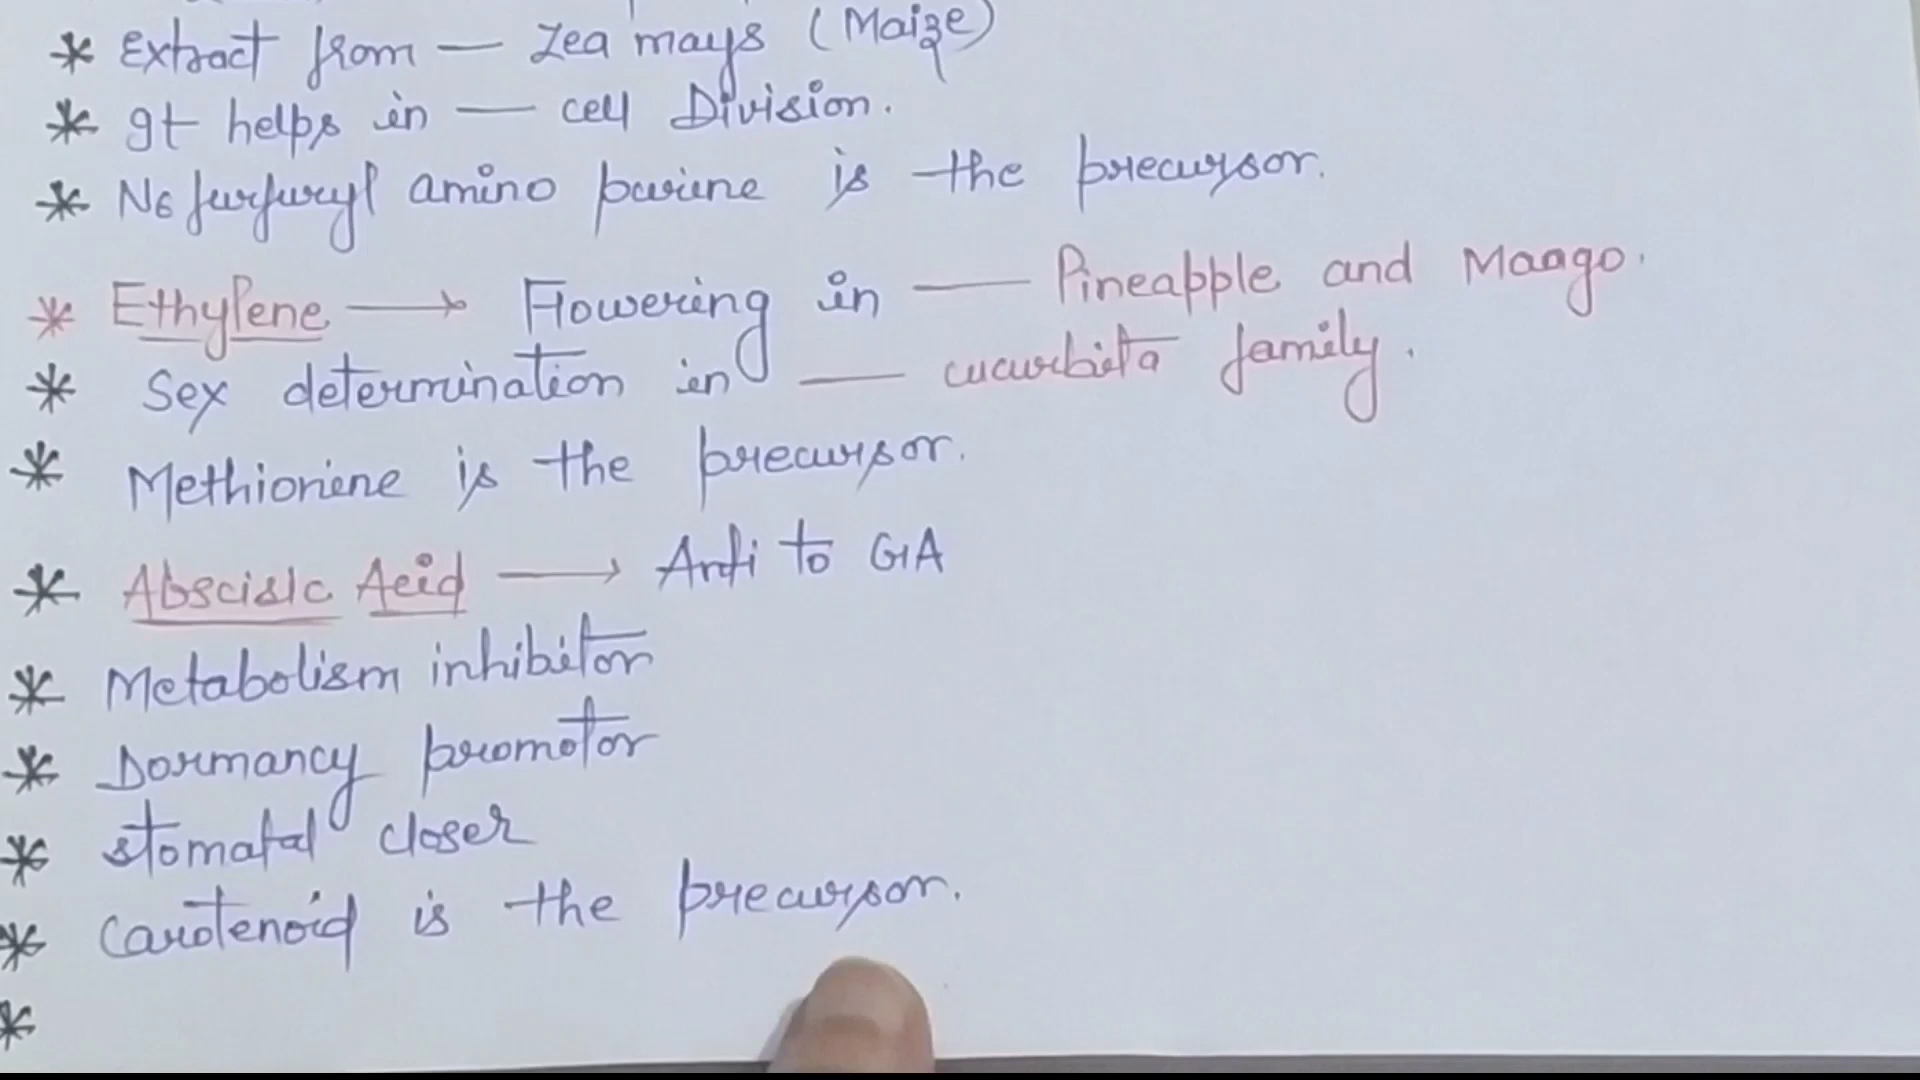 * Extract from — Zea mays (Maize)
* It helps in — cell Division.
* N6 furfuryl amino purine is the precursor.
* Ethylene → Flowering in — Pineapple and Mango.
* Sex determination in — cucurbita family.
* Methionine is the precursor.
* Abscisic Acid → Anti to GA
* Metabolism inhibitor
* Dormancy promotor
* stomatal closer
* carotenoid is the precursor.
*